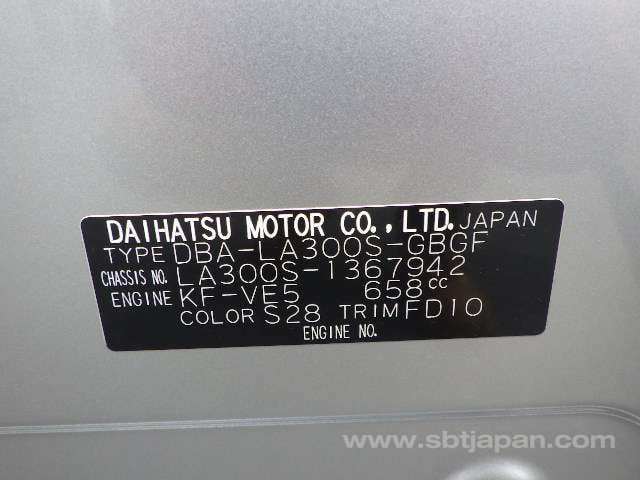 DAIHATSU MOTOR CO., LTD. JAPAN
TYPE DBA-LA300S-GBGF
CHASSIS NO. LA300S-1367942
ENGINE KF-VE5 658cc
COLOR S28 TRIM FD10
ENGINE NO.
www.sbtjapan.com